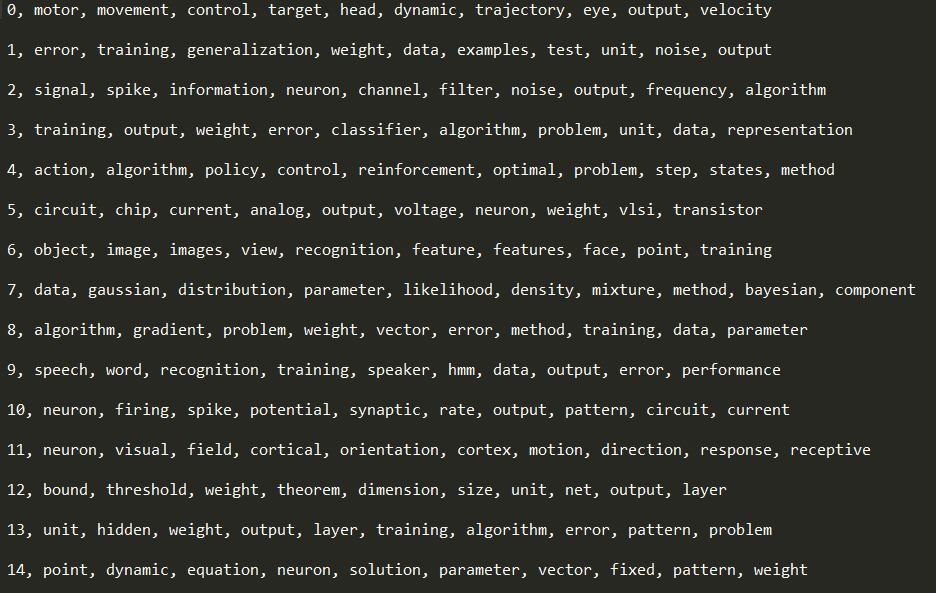 0, motor, movement, control, target, head, dynamic, trajectory, eye, output, velocity
1, error, training, generalization, weight, data, examples, test, unit, noise, output
2, signal, spike, information, neuron, channel, filter, noise, output, frequency, algorithm
3, training, output, weight, error, classifier, algorithm, problem, unit, data, representation
4, action, algorithm, policy, control, reinforcement, optimal, problem, step, states, method
5, circuit, chip, current, analog, output, voltage, neuron, weight, vlsi, transistor
6, object, image, images, view, recognition, feature, features, face, point, training
7, data, gaussian, distribution, parameter, likelihood, density, mixture, method, bayesian, component
8, algorithm, gradient, problem, weight, vector, error, method, training, data, parameter
9, speech, word, recognition, training, speaker, hmm, data, output, error, performance
10, neuron, firing, spike, potential, synaptic, rate, output, pattern, circuit, current
11, neuron, visual, field, cortical, orientation, cortex, motion, direction, response, receptive
12, bound, threshold, weight, theorem, dimension, size, unit, net, output, layer
13, unit, hidden, weight, output, layer, training, algorithm, error, pattern, problem
14, point, dynamic, equation, neuron, solution, parameter, vector, fixed, pattern, weight